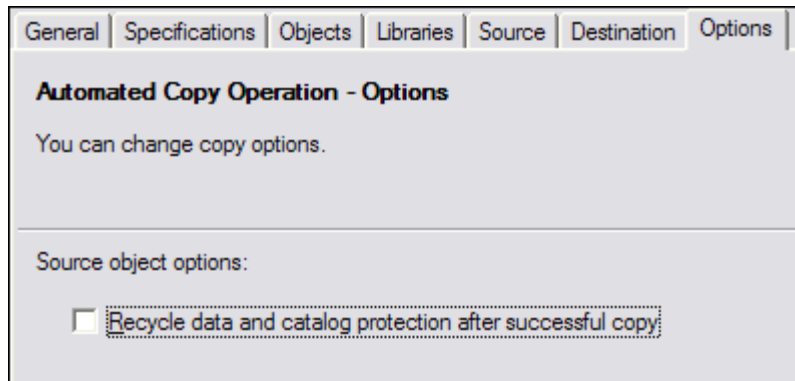 General Specifications Objects Libraries Source Destination Options
Automated Copy Operation - Options
You can change copy options.
Source object options:
Recycle data and catalog protection after successful copy